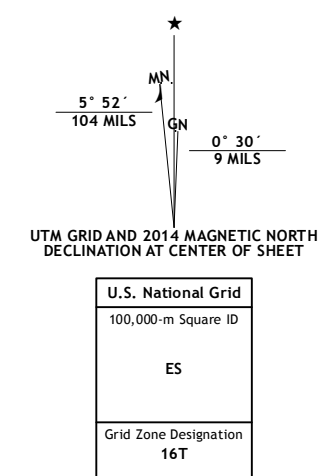 ★
MN
5° 52´
104 MILS
GN
0° 30´
9 MILS
UTM GRID AND 2014 MAGNETIC NORTH
DECLINATION AT CENTER OF SHEET
U.S. National Grid
100,000-m Square ID
ES
Grid Zone Designation
16T